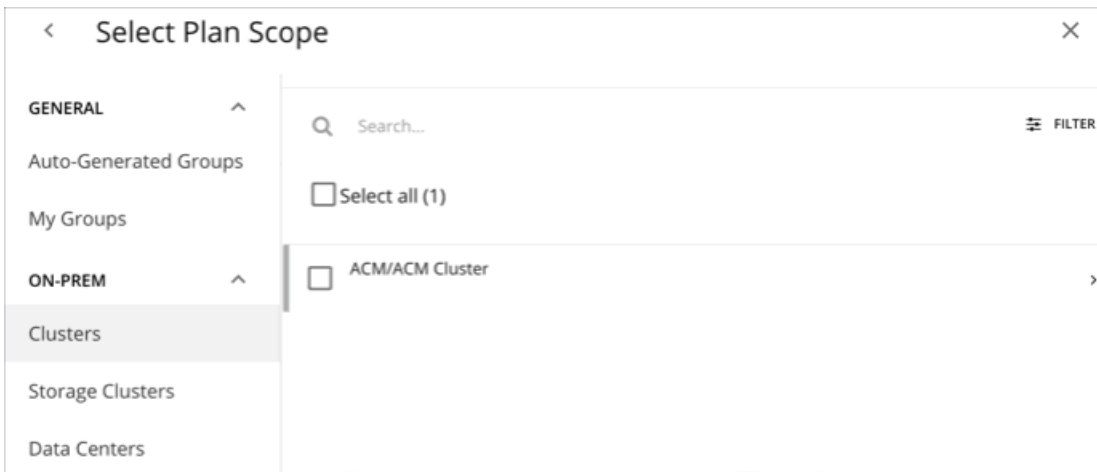 Select Plan Scope
GENERAL
Auto-Generated Groups
My Groups
ON-PREM
Clusters
Storage Clusters
Data Centers
Search...
FILTER
Select all (1)
ACM/ACM Cluster